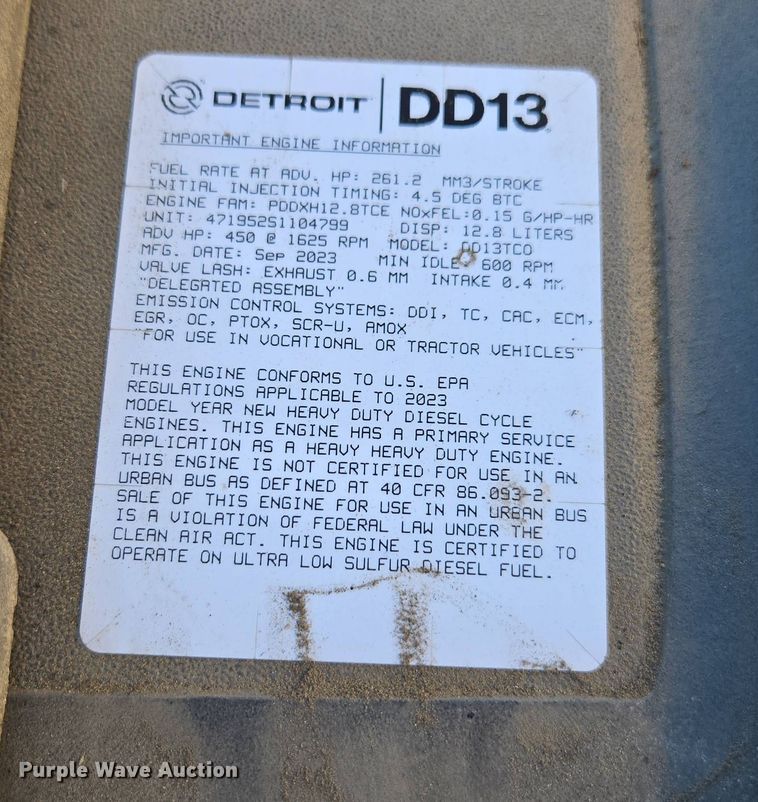 DETROIT | DD13
IMPORTANT ENGINE INFORMATION
FUEL RATE AT ADV. HP: 261.2 MM3/STROKE
INITIAL INJECTION TIMING: 4.5 DEG BTC
ENGINE FAM: PDDXH12.8TCE NOxFEL:0.15 G/HP-HR
UNIT: 471952S1104799 DISP: 12.8 LITERS
ADV HP: 450 @ 1625 RPM MODEL: DD13TCO
MFG. DATE: Sep 2023 MIN IDLE: 600 RPM
VALVE LASH: EXHAUST 0.6 MM INTAKE 0.4 MM
"DELEGATED ASSEMBLY"
EMISSION CONTROL SYSTEMS: DDI, TC, CAC, ECM,
EGR, OC, PTOX, SCR-U, AMOX
"FOR USE IN VOCATIONAL OR TRACTOR VEHICLES"
THIS ENGINE CONFORMS TO U.S. EPA
REGULATIONS APPLICABLE TO 2023
MODEL YEAR NEW HEAVY DUTY DIESEL CYCLE
ENGINES. THIS ENGINE HAS A PRIMARY SERVICE
APPLICATION AS A HEAVY HEAVY DUTY ENGINE.
THIS ENGINE IS NOT CERTIFIED FOR USE IN AN
URBAN BUS AS DEFINED AT 40 CFR 86.093-2.
SALE OF THIS ENGINE FOR USE IN AN URBAN BUS
IS A VIOLATION OF FEDERAL LAW UNDER THE
CLEAN AIR ACT. THIS ENGINE IS CERTIFIED TO
OPERATE ON ULTRA LOW SULFUR DIESEL FUEL.
Purple Wave Auction